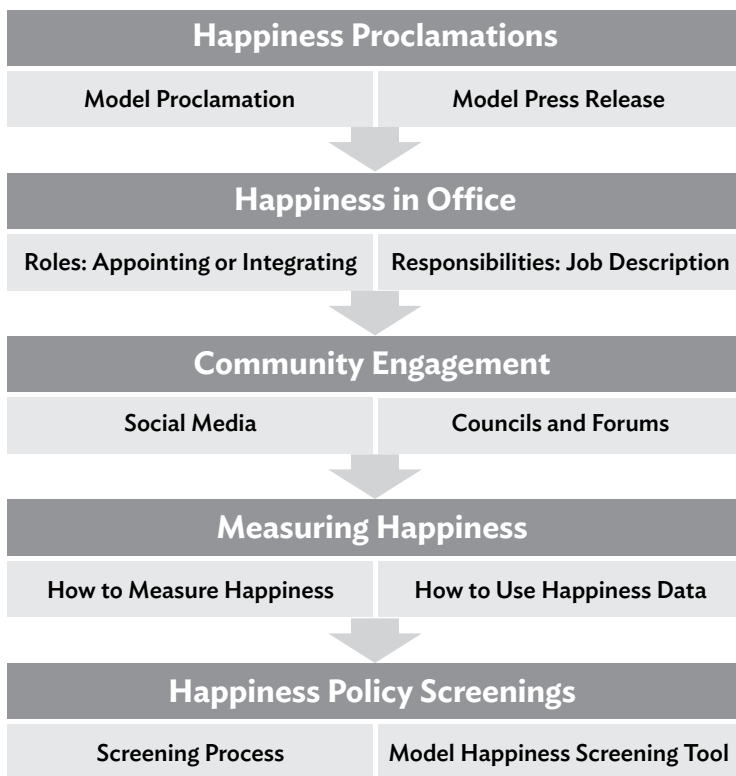 Happiness Proclamations
Model Proclamation
Model Press Release
Happiness in Office
Roles: Appointing or Integrating
Responsibilities: Job Description
Community Engagement
Social Media
Councils and Forums
Measuring Happiness
How to Measure Happiness
How to Use Happiness Data
Happiness Policy Screenings
Screening Process
Model Happiness Screening Tool